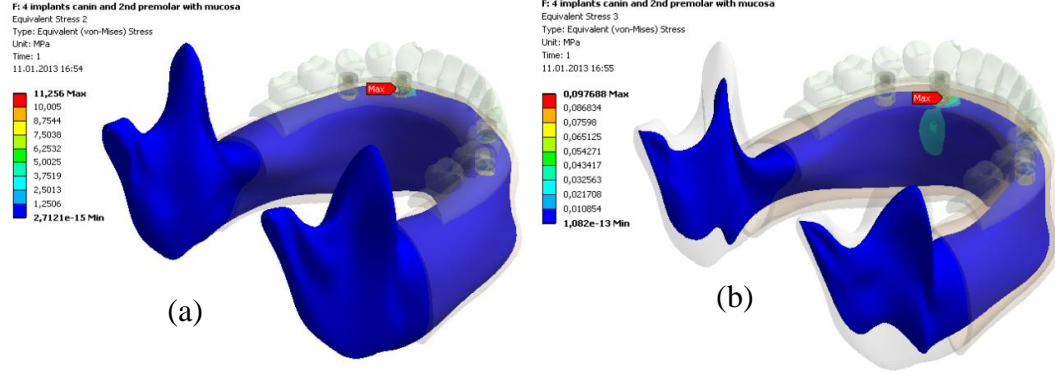 F: 4 implants canin and 2nd premolar with mucosa
Equivalent Stress 2
Type: Equivalent (von-Mises) Stress
Unit: MPa
Time: 1
11.01.2013 16:54
11,256 Max
10,005
8,7544
7,5038
6,2532
5,0025
3,7519
2,5013
1,2506
2,7121e-15 Min
Max
(a)
F: 4 implants canin and 2nd premolar with mucosa
Equivalent Stress 3
Type: Equivalent (von-Mises) Stress
Unit: MPa
Time: 1
11.01.2013 16:55
0,097688 Max
0,086834
0,07598
0,065125
0,054271
0,043417
0,032563
0,021708
0,010854
1,082e-13 Min
Max
(b)